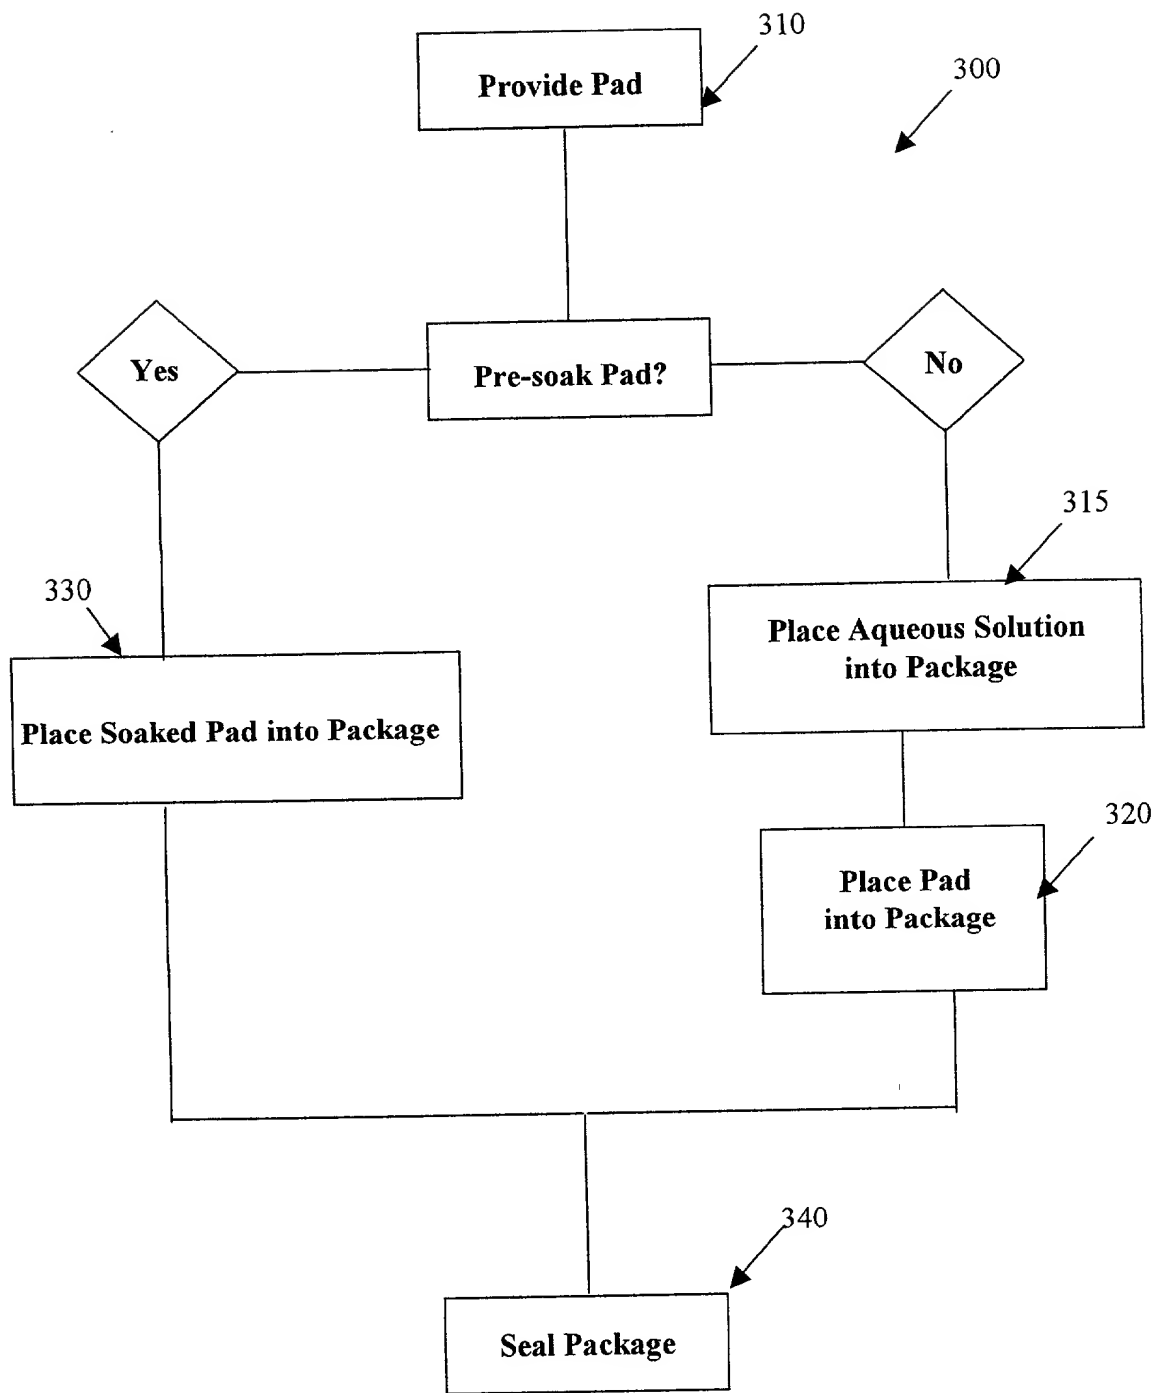 310
300
Provide Pad
Yes
Pre-soak Pad?
No
315
330
Place Aqueous Solution
into Package
Place Soaked Pad into Package
320
Place Pad
into Package
340
Seal Package